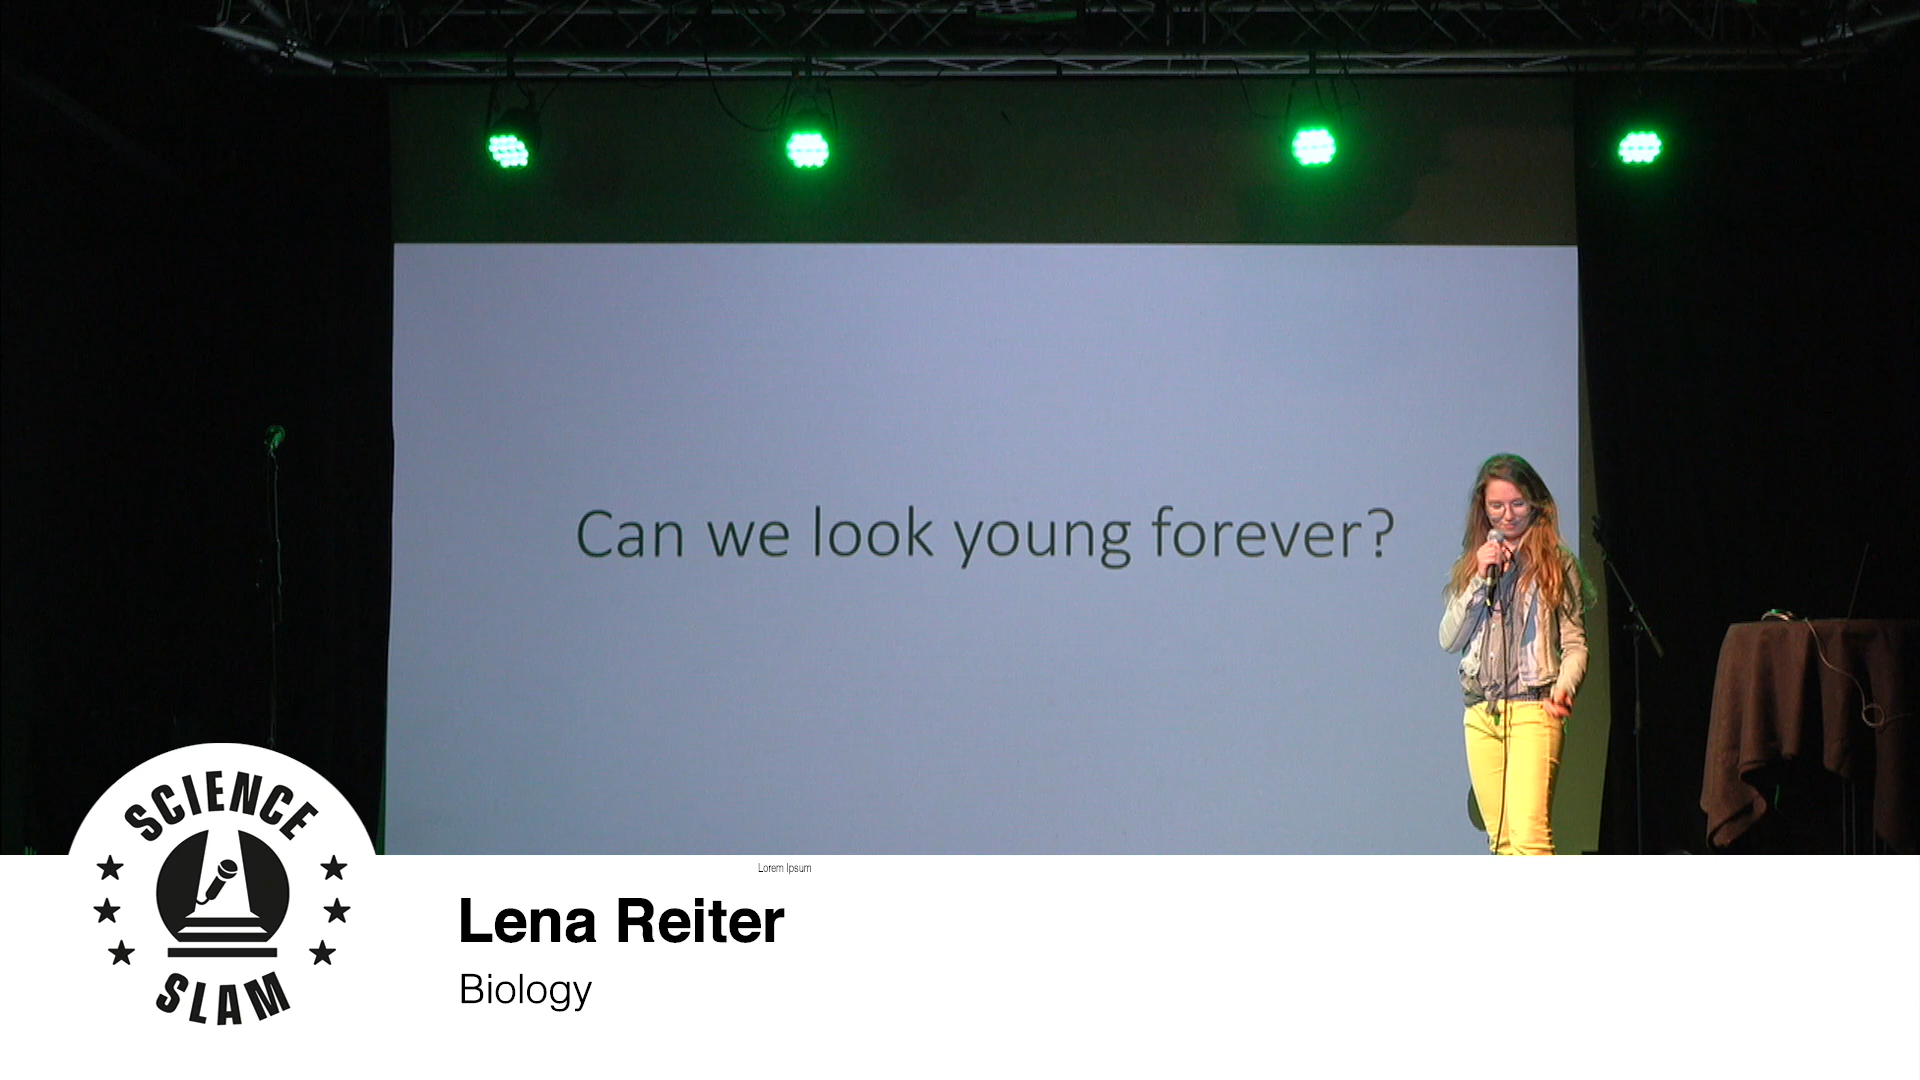 Can we look young forever?
SCIENCE
SLAM
Lorem Ipsum
Lena Reiter
Biology